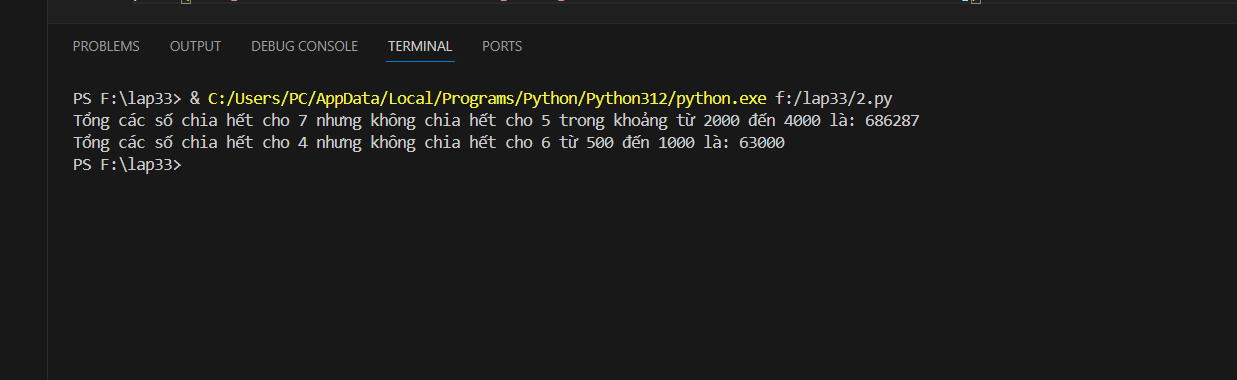 PROBLEMS OUTPUT DEBUG CONSOLE TERMINAL PORTS
PS F:\lap33> & C:/Users/PC/AppData/Local/Programs/Python/Python312/python.exe f:/lap33/2.py
Tổng các số chia hết cho 7 nhưng không chia hết cho 5 trong khoảng từ 2000 đến 4000 là: 686287
Tổng các số chia hết cho 4 nhưng không chia hết cho 6 từ 500 đến 1000 là: 63000
PS F:\lap33>